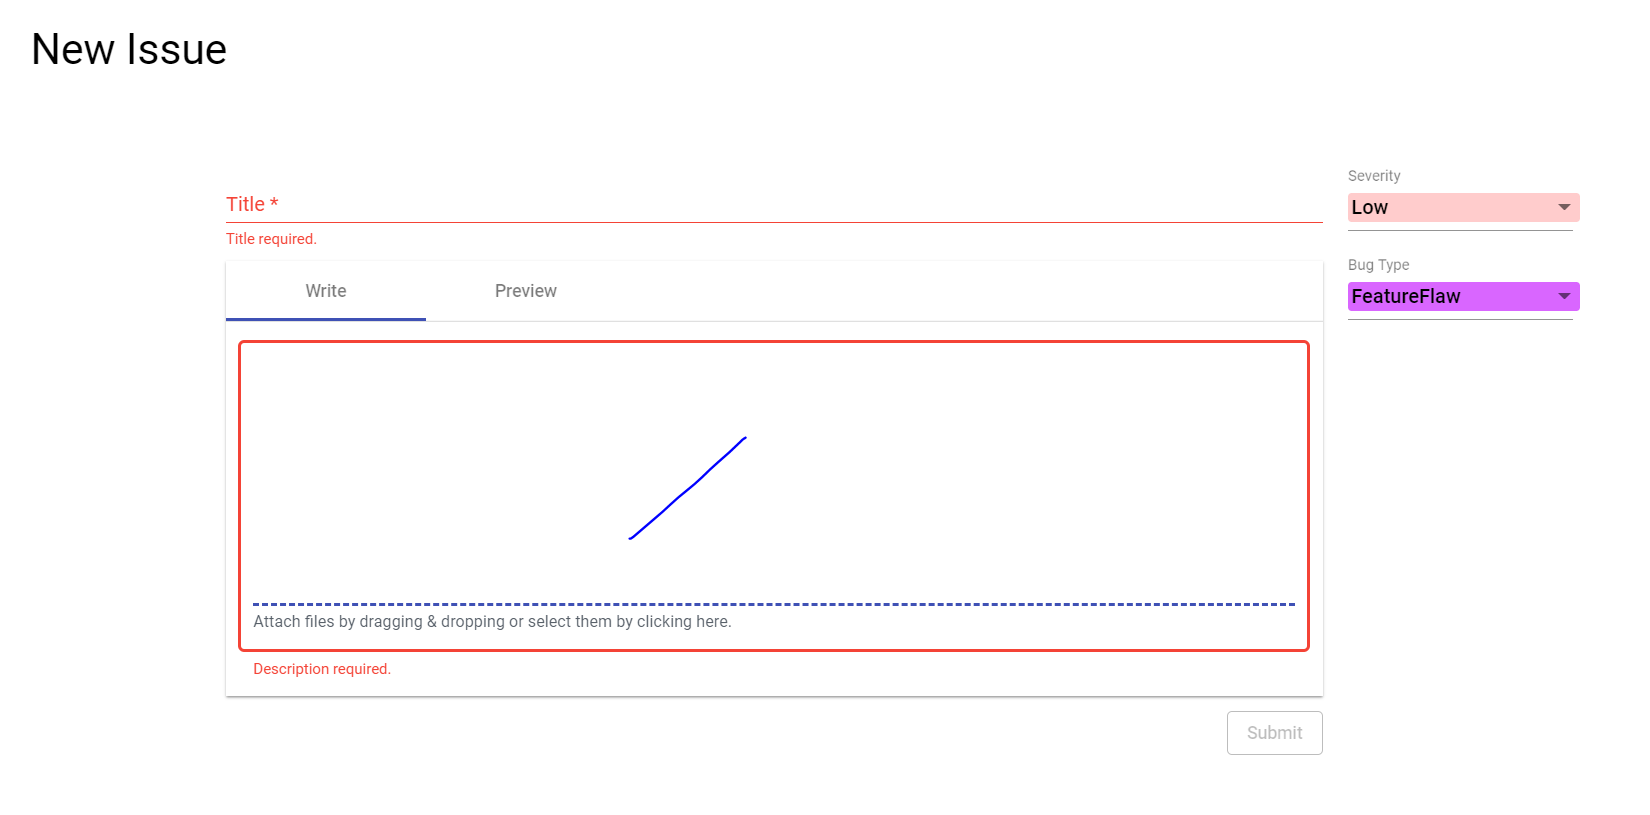 New Issue
Title *
Title required.
Severity
Low
Bug Type
FeatureFlaw
Write Preview
Attach files by dragging & dropping or select them by clicking here.
Description required.
Submit